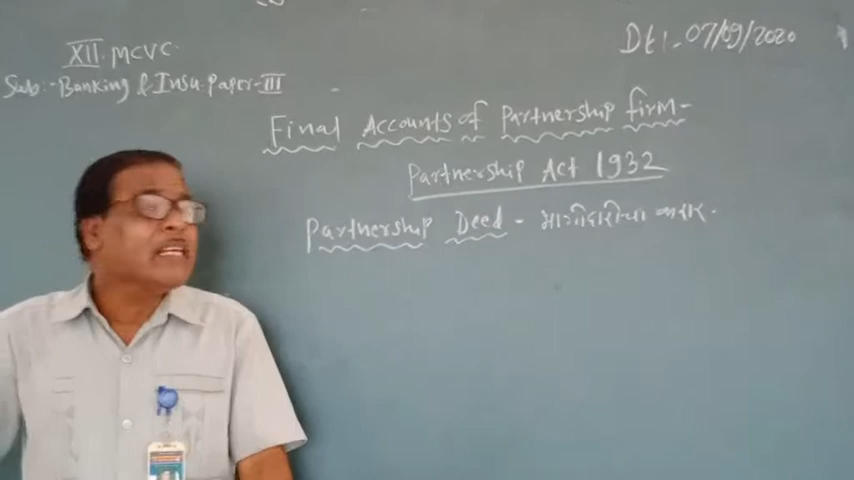 XII. MCVC.
Dt:-07/09/2020
Sub:-Banking & Insu. Paper-III
Final Accounts of Partnership firm-
Partnership Act 1932
Partnership Deed - भागीदारीचा करार.